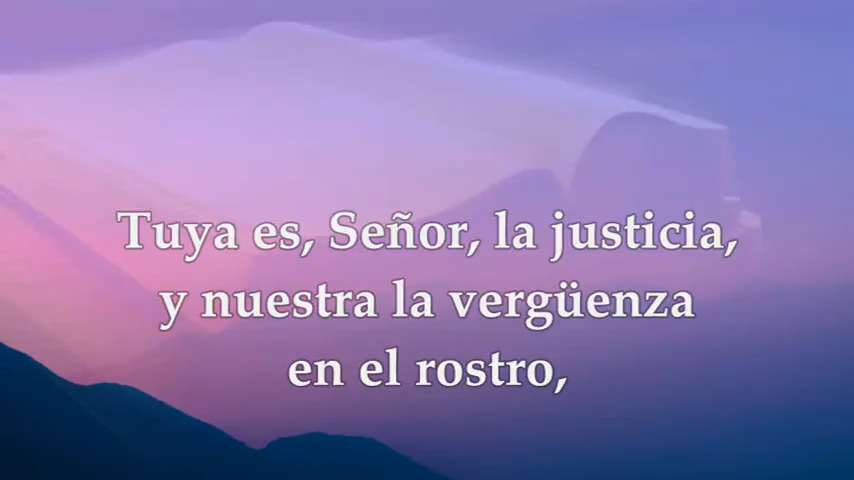 Tuya es, Señor, la justicia,
y nuestra la vergüenza
en el rostro,